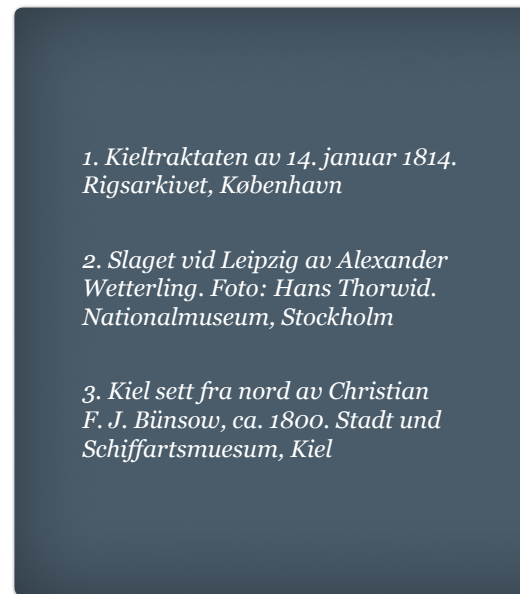 1. Kieltraktaten av 14. januar 1814.
Rigsarkivet, København
2. Slaget vid Leipzig av Alexander
Wetterling. Foto: Hans Thorwid.
Nationalmuseum, Stockholm
3. Kiel sett fra nord av Christian
F. J. Bünsow, ca. 1800. Stadt und
Schiffartsmuesum, Kiel